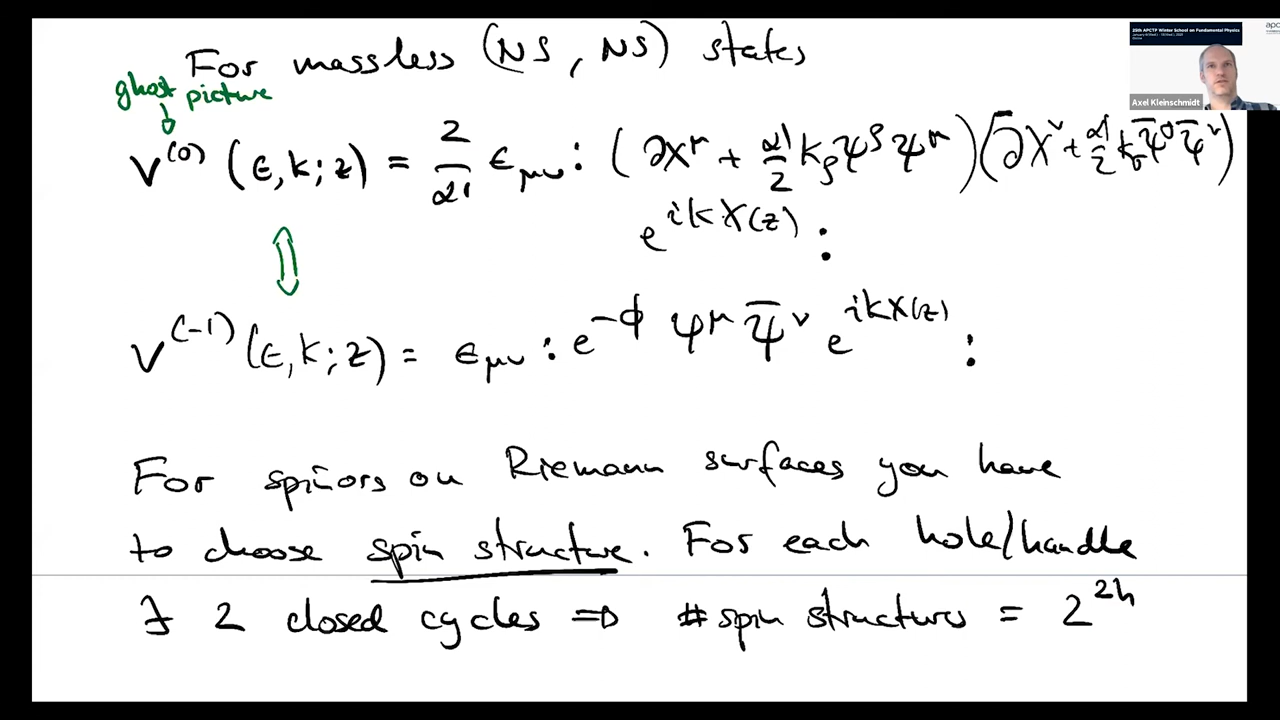 For massless (NS, NS) states
ghost picture
V^(0) (ϵ,k;z) = 2/α' ϵ_μν : (∂X^μ + α'/2 k_ρ ψ^ρ ψ^μ)(∂̄X^ν + α'/2 k_σ ψ̄^σ ψ̄^ν)
e^{ikX(z)} :
V^(-1) (ϵ,k;z) = ϵ_μν : e^{-ϕ} ψ^μ ψ̄^ν e^{ikX(z)} :
For spinors on Riemann surfaces you have
to choose spin structure. For each hole/handle
∃ 2 closed cycles ⇒ # spin structures = 2^{2h}
25th APCTP Winter School on Fundamental Physics
Axel Kleinschmidt